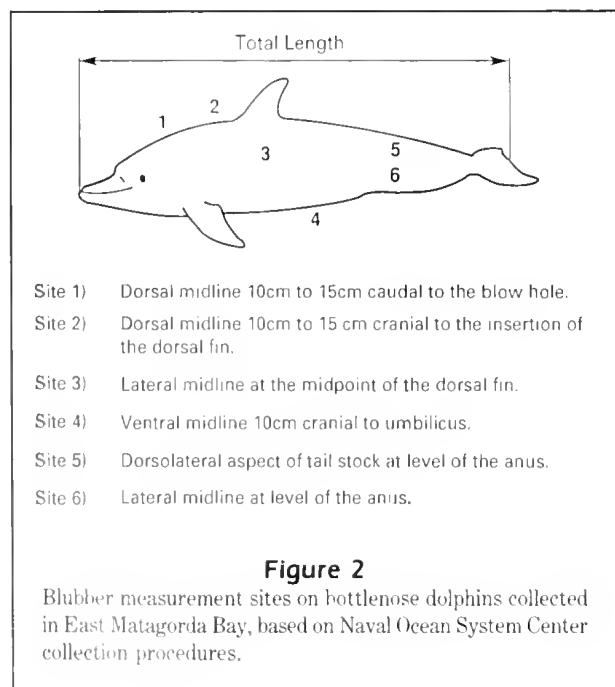 Total Length
1
2
3
5
6
4
Site 1) Dorsal midline 10cm to 15cm caudal to the blow hole.
Site 2) Dorsal midline 10cm to 15 cm cranial to the insertion of
the dorsal fin.
Site 3) Lateral midline at the midpoint of the dorsal fin.
Site 4) Ventral midline 10cm cranial to umbilicus.
Site 5) Dorsolateral aspect of tail stock at level of the anus.
Site 6) Lateral midline at level of the anus.
Figure 2
Blubber measurement sites on bottlenose dolphins collected
in East Matagorda Bay, based on Naval Ocean System Center
collection procedures.